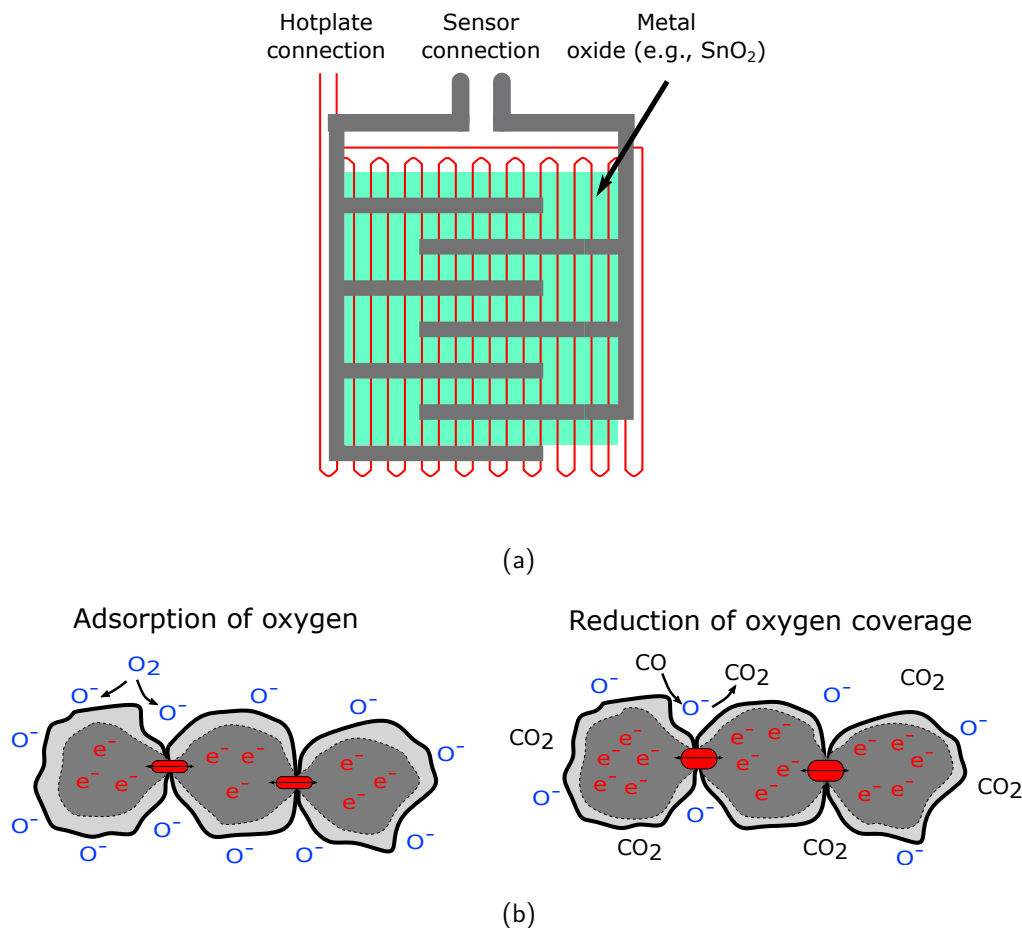 Hotplate connection
Sensor connection
Metal oxide (e.g., SnO₂)
(a)
Adsorption of oxygen
O₂
O⁻ O⁻ O⁻ O⁻
O⁻ O⁻
e⁻ e⁻ e⁻ e⁻
e⁻ e⁻ e⁻ e⁻
e⁻
O⁻ O⁻ O⁻
O⁻ O⁻ O⁻
Reduction of oxygen coverage
CO CO₂ CO₂
O⁻ O⁻ O⁻
O⁻
CO₂
e⁻ e⁻ e⁻ e⁻
e⁻ e⁻ e⁻ e⁻
e⁻ e⁻ e⁻ e⁻
e⁻ e⁻
CO₂
O⁻
CO₂ CO₂ O⁻
(b)